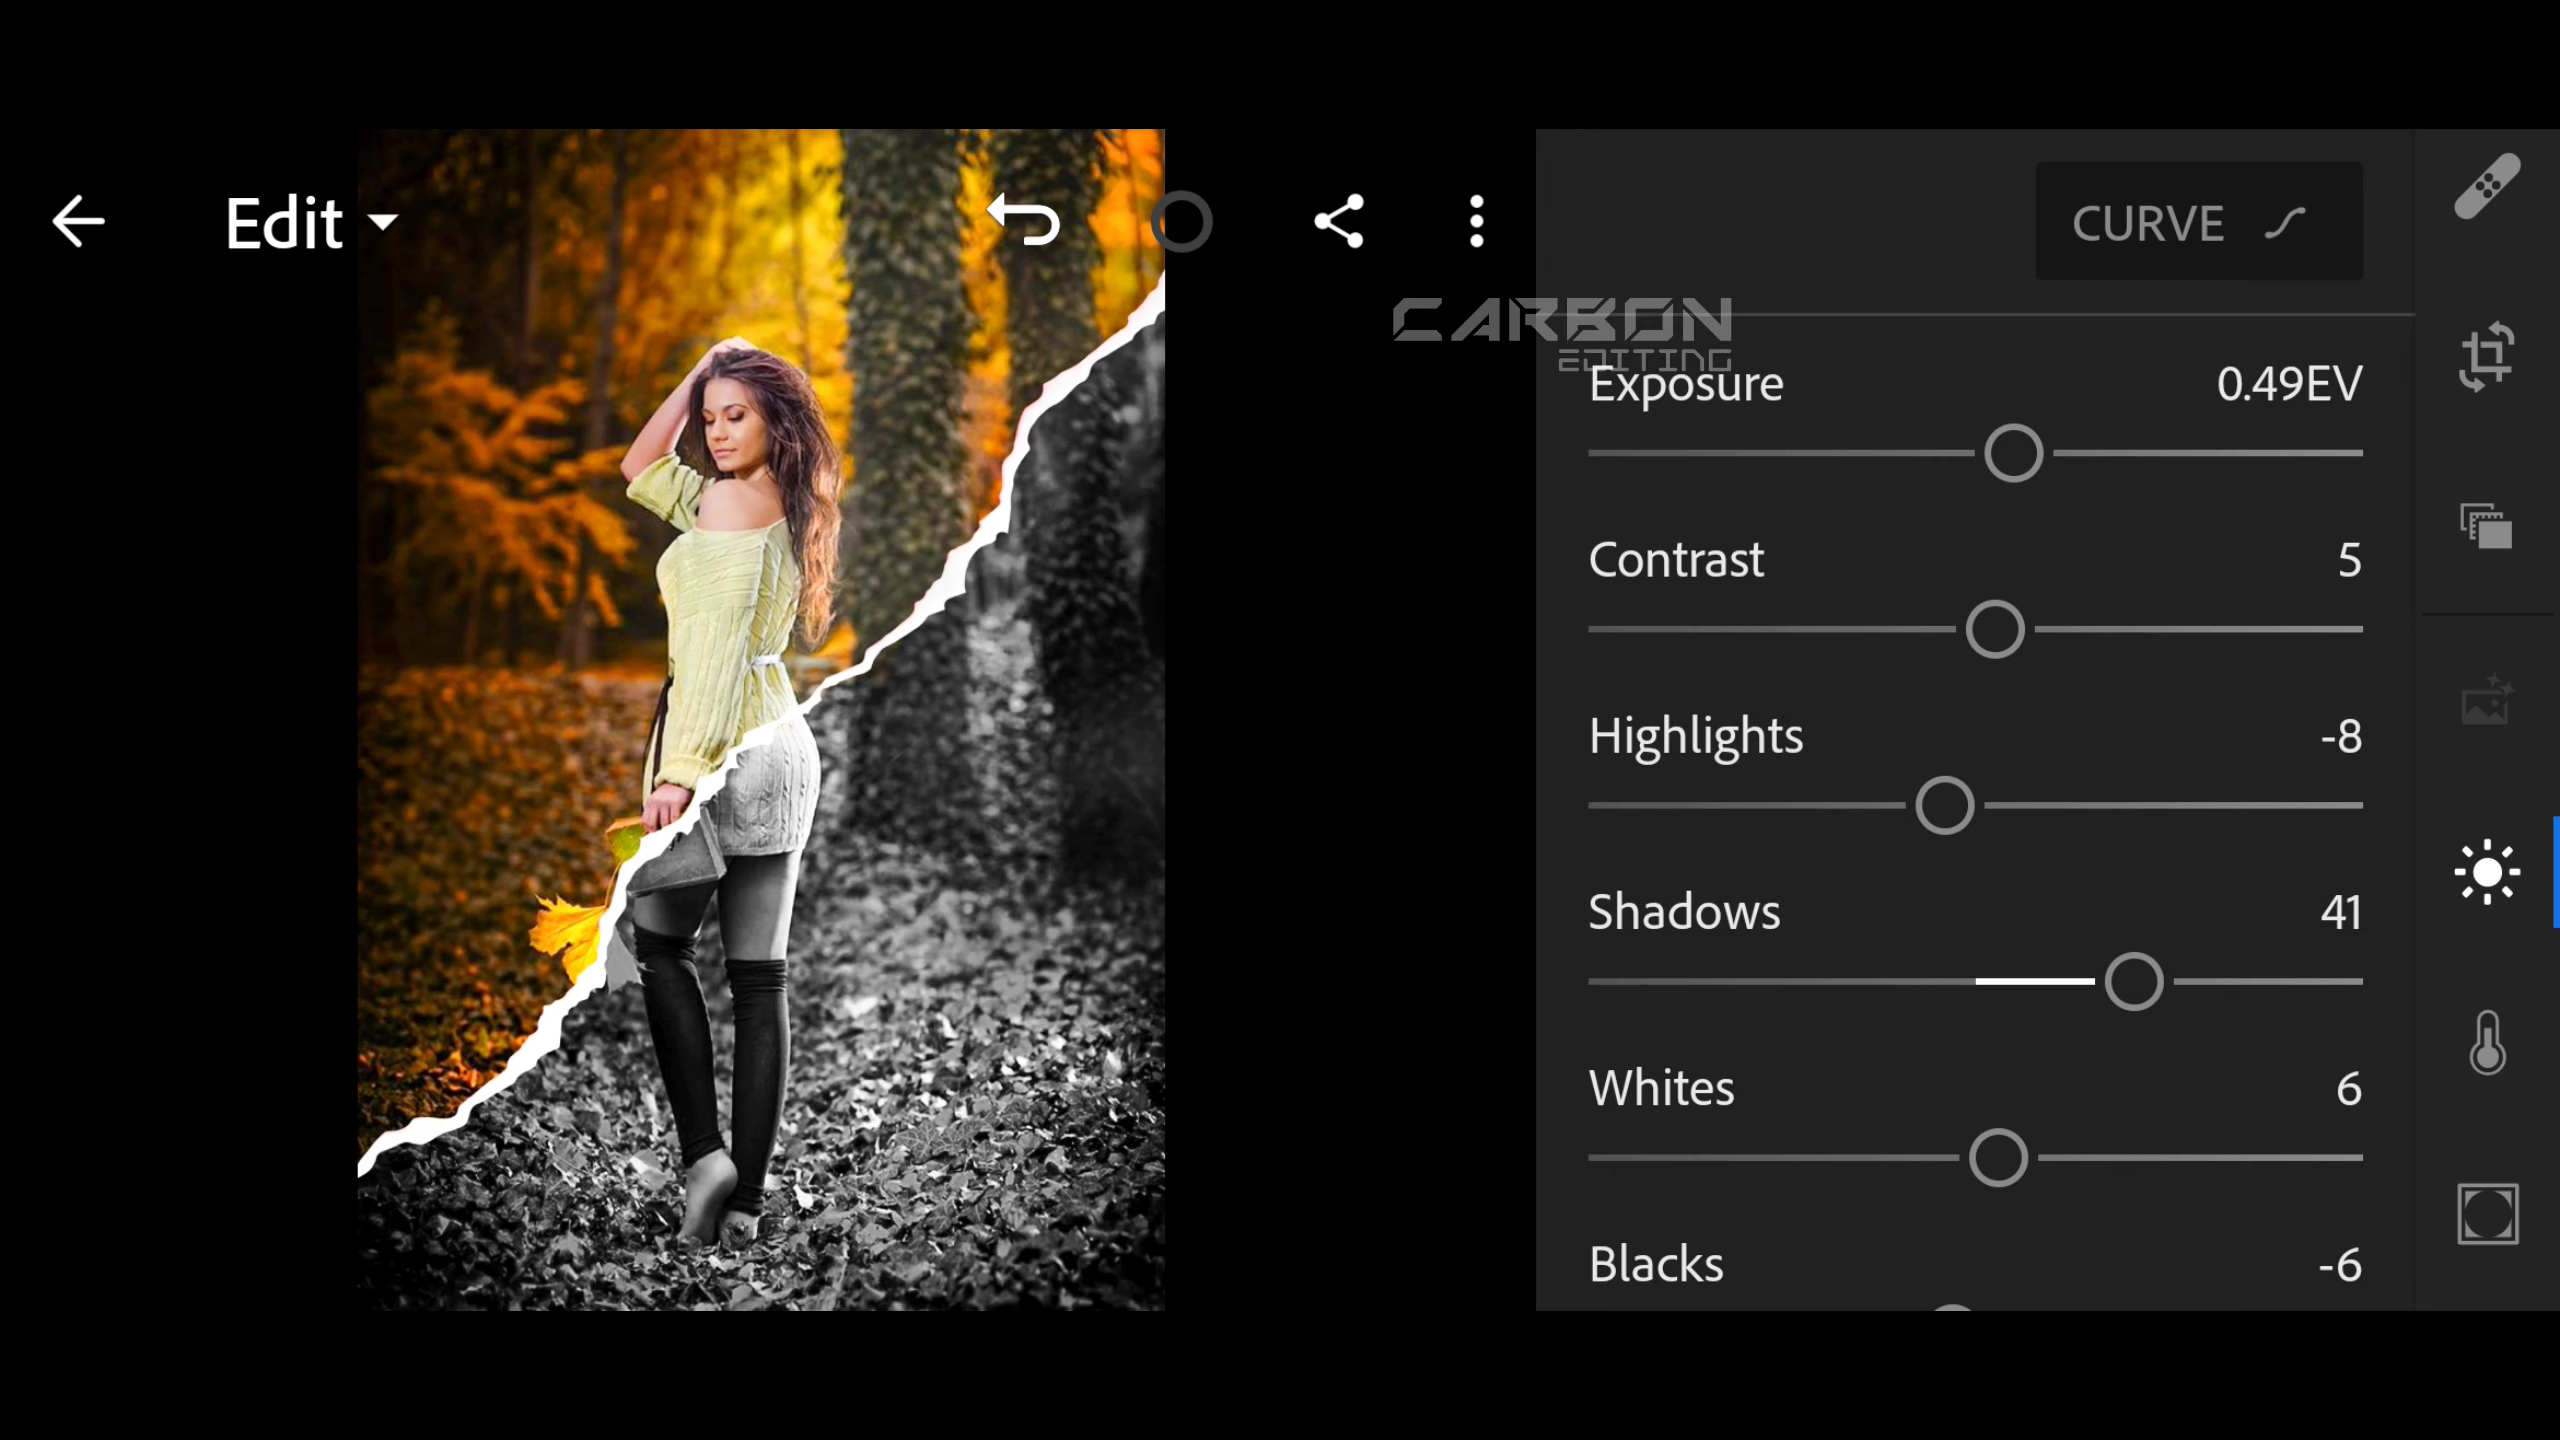 Edit
CURVE
CARBON
EDITING
Exposure 0.49EV
Contrast 5
Highlights -8
Shadows 41
Whites 6
Blacks -6